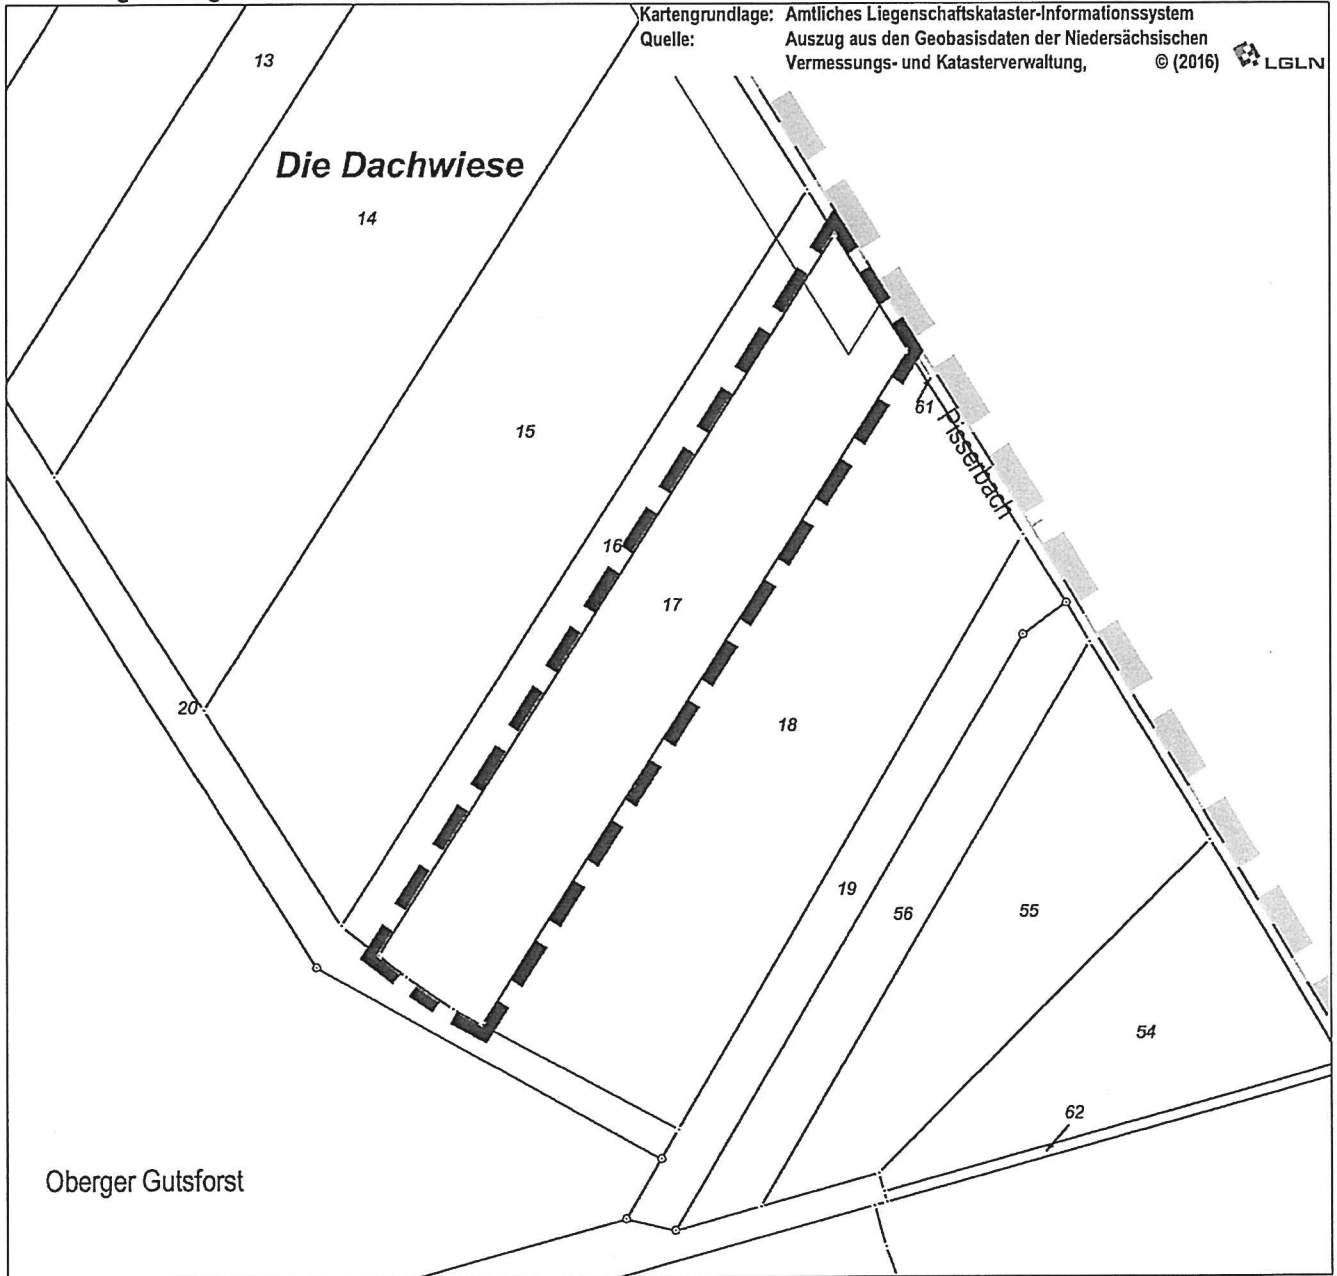 Kartengrundlage: Amtliches Liegenschaftskataster-Informationssystem
Quelle: Auszug aus den Geobasisdaten der Niedersächsischen
Vermessungs- und Katasterverwaltung, © (2016) LGLN
13
Die Dachwiese
14
15
61
Pisserbach
16
17
20
18
19
56
55
54
62
Oberger Gutsforst